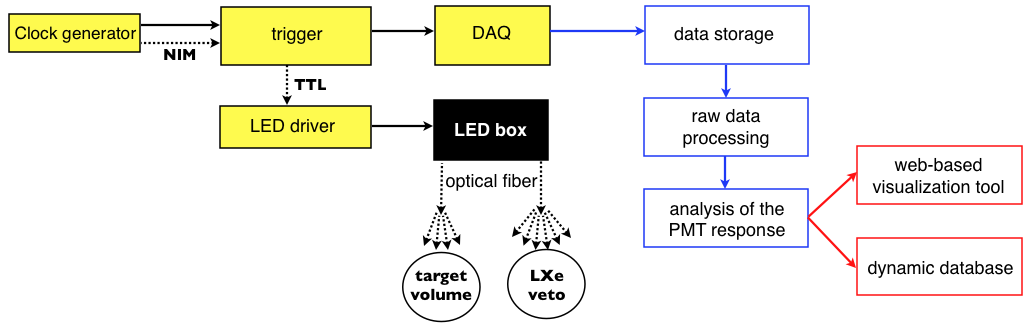 Clock generator
NIM
trigger
DAQ
data storage
TTL
LED driver
LED box
raw data
processing
optical fiber
web-based
visualization tool
analysis of the
PMT response
target
volume
LXe
veto
dynamic database